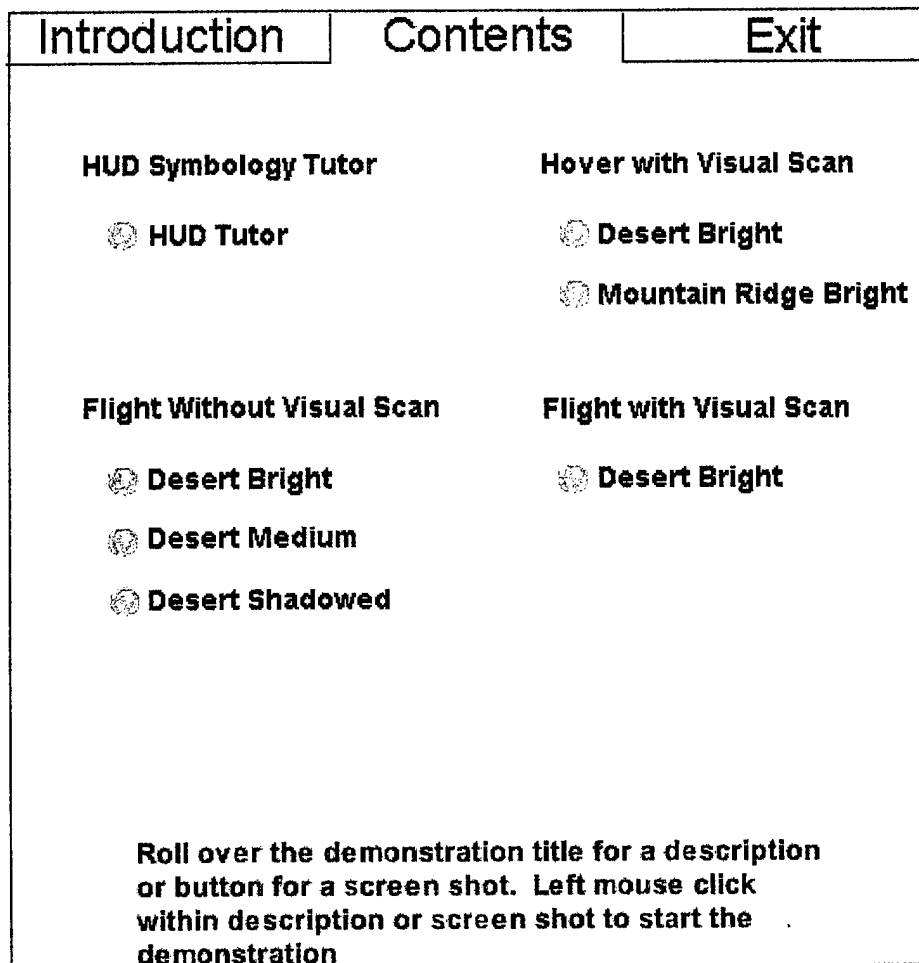 Introduction Contents Exit
HUD Symbology Tutor
HUD Tutor
Hover with Visual Scan
Desert Bright
Mountain Ridge Bright
Flight Without Visual Scan
Desert Bright
Desert Medium
Desert Shadowed
Flight with Visual Scan
Desert Bright
Roll over the demonstration title for a description
or button for a screen shot. Left mouse click
within description or screen shot to start the
demonstration